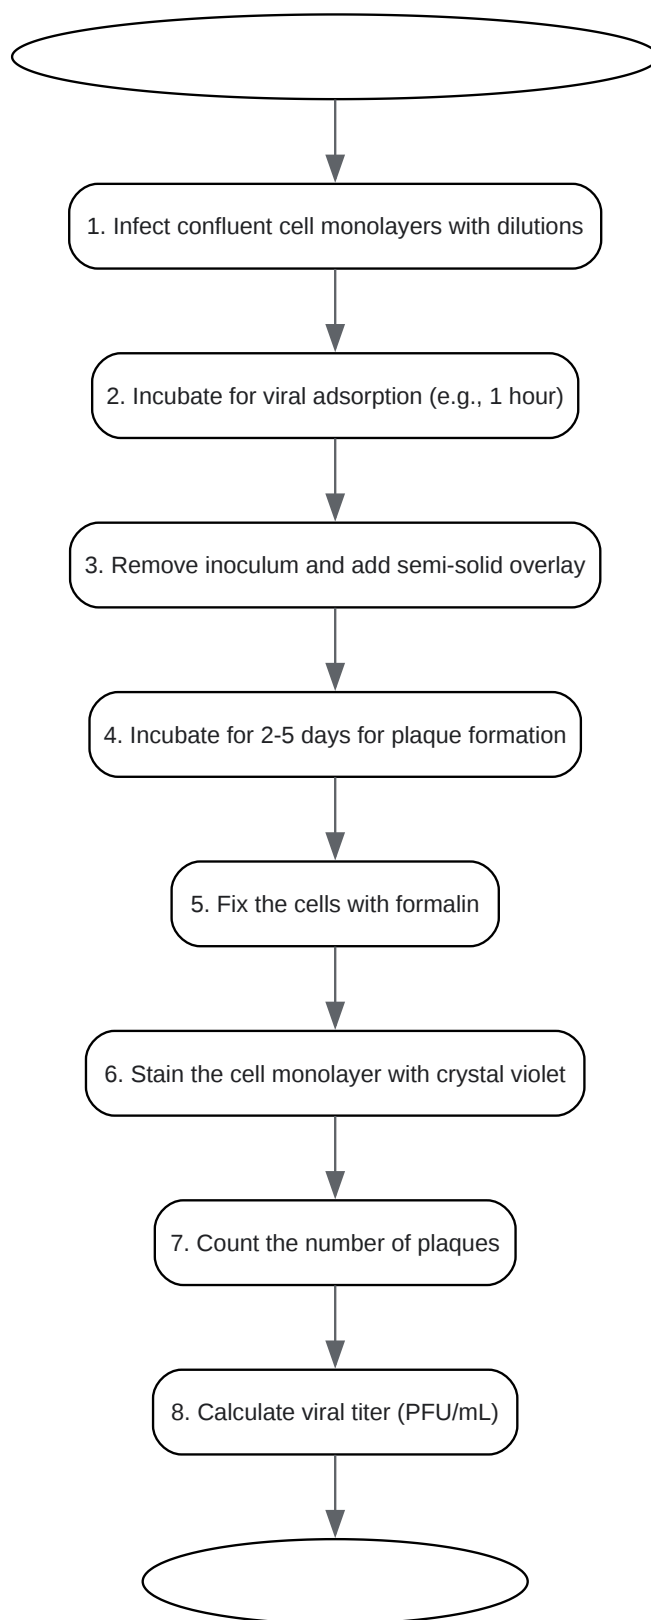 1. Infect confluent cell monolayers with dilutions
2. Incubate for viral adsorption (e.g., 1 hour)
3. Remove inoculum and add semi-solid overlay
4. Incubate for 2-5 days for plaque formation
5. Fix the cells with formalin
6. Stain the cell monolayer with crystal violet
7. Count the number of plaques
8. Calculate viral titer (PFU/mL)